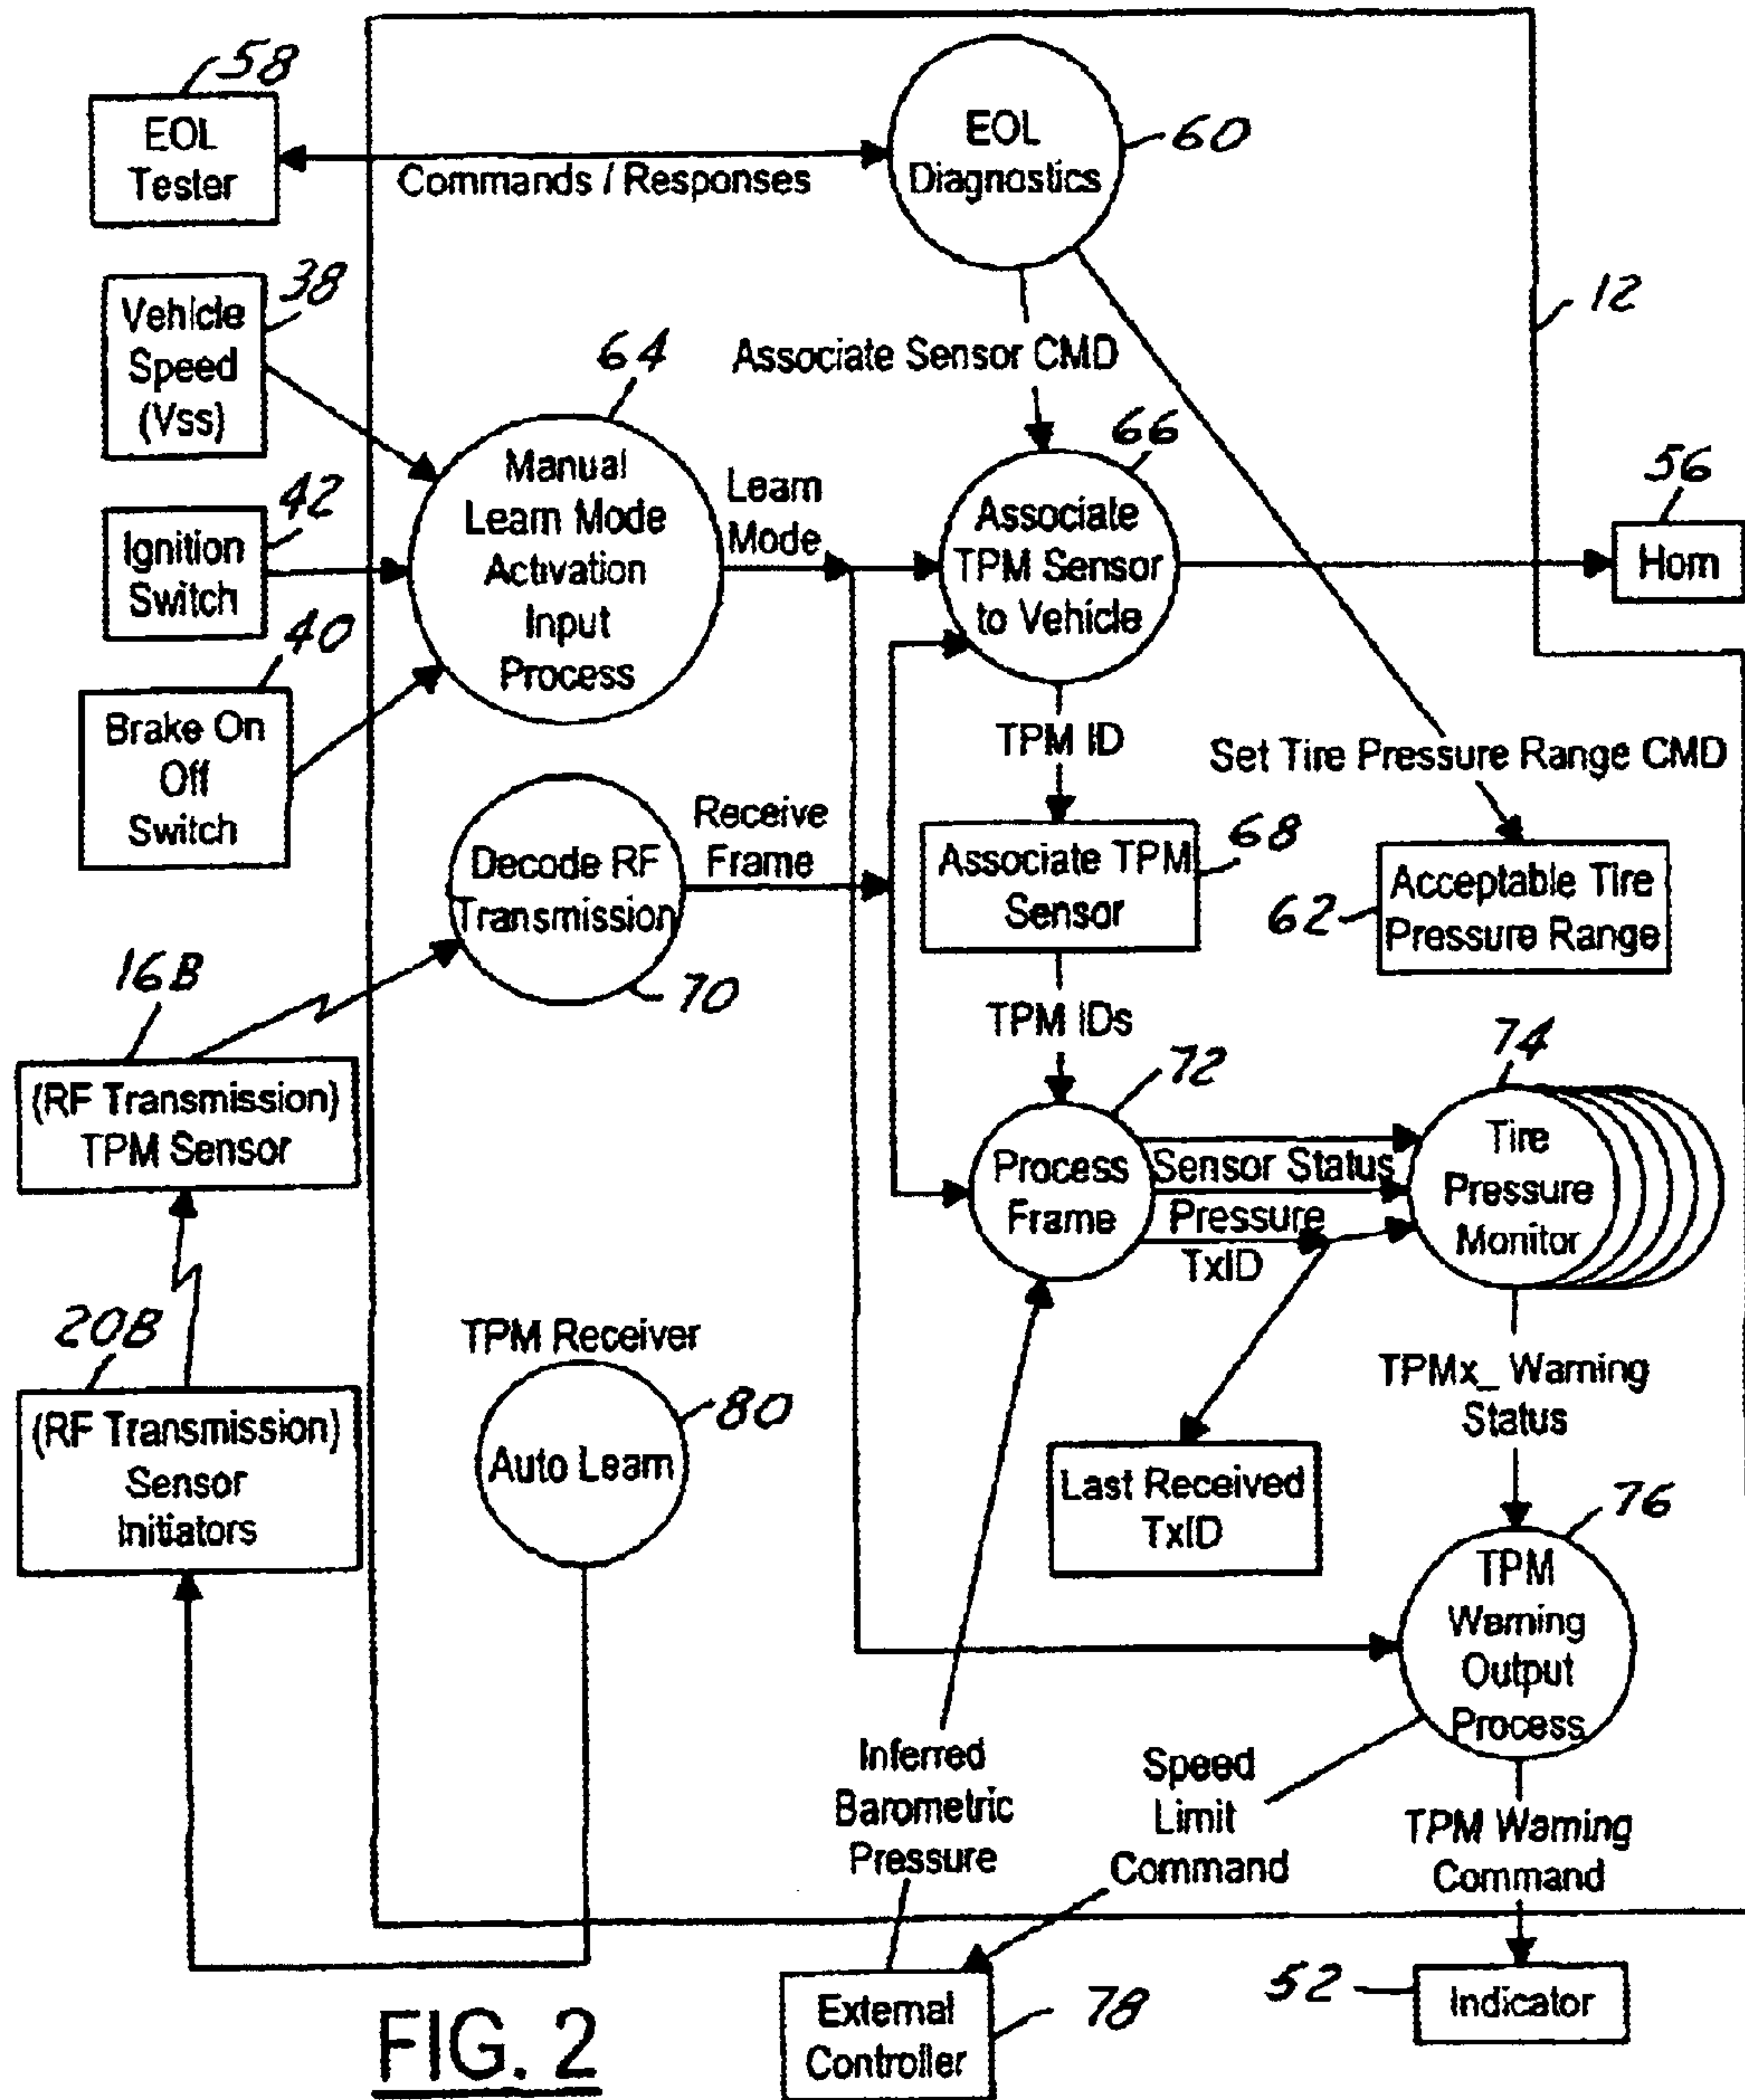 58
EOL
Tester
Commands / Responses
EOL
Diagnostics
60
38
Vehicle
Speed
(Vss)
12
64
Associate Sensor CMD
66
Manual
Learn Mode
Activation
Input
Process
Learn
Mode
Associate
TPM Sensor
to Vehicle
56
Horn
42
Ignition
Switch
40
Brake On
Off
Switch
TPM ID
Set Tire Pressure Range CMD
Receive
Frame
Decode RF
Transmission
70
68
Associate TPM
Sensor
62
Acceptable Tire
Pressure Range
16B
(RF Transmission)
TPM Sensor
TPM IDs
72
74
Process
Frame
Sensor Status
Pressure
TxID
Tire
Pressure
Monitor
20B
(RF Transmission)
Sensor
Initiators
TPM Receiver
80
Auto Learn
TPMx_ Warning
Status
Last Received
TxID
76
TPM
Warning
Output
Process
Inferred
Barometric
Pressure
Speed
Limit
Command
TPM Warning
Command
External
Controller
78
52
Indicator
FIG. 2